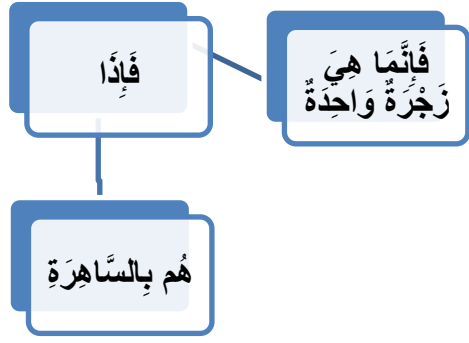 فَإِنَّمَا هِيَ
زَجْرَةٌ وَاحِدَةٌ
فَإِذَا
هُم بِالسَّاهِرَةِ